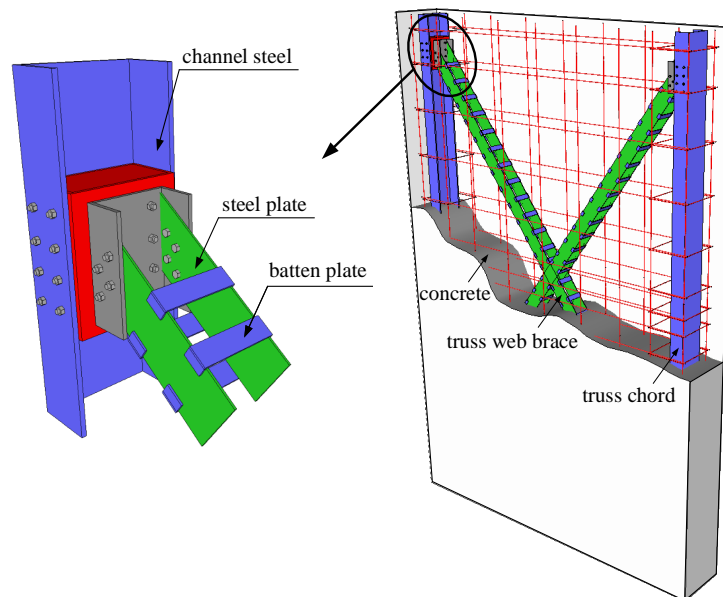 channel steel
steel plate
batten plate
concrete
truss web brace
truss chord